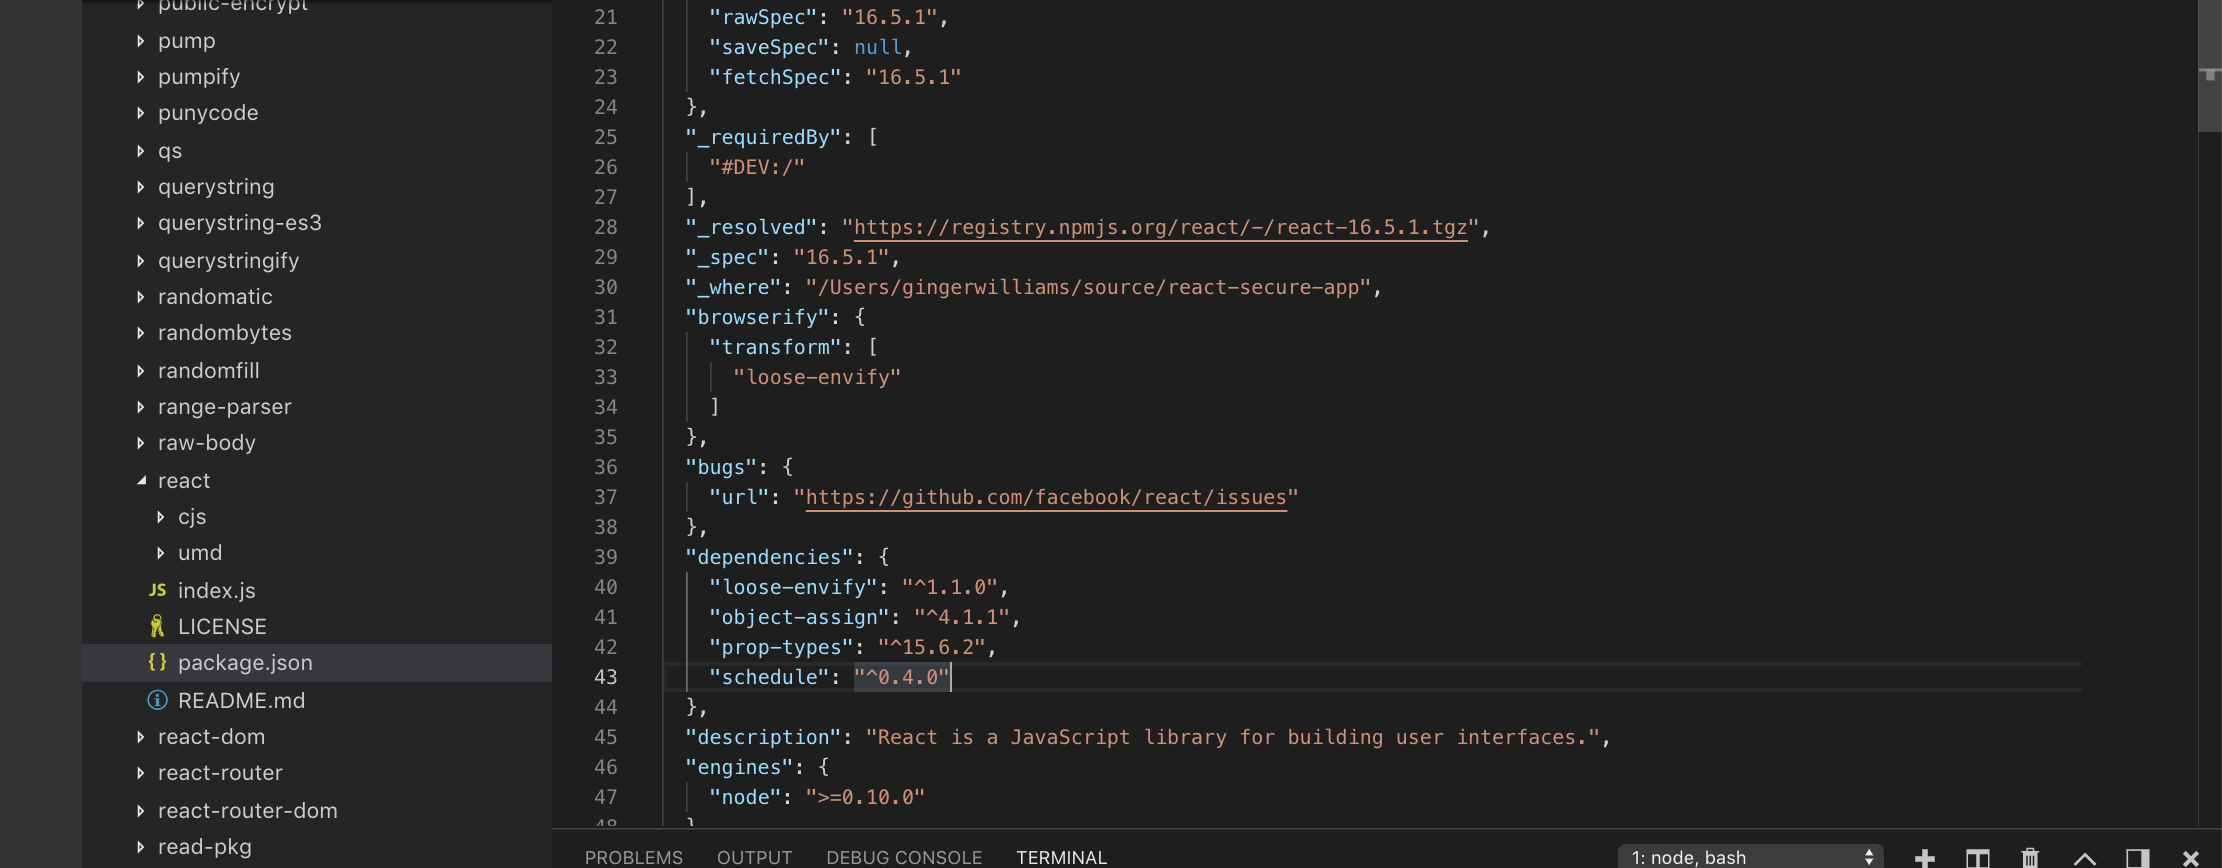 public-encrypt
pump
pumpify
punycode
qs
querystring
querystring-es3
querystringify
randomatic
randombytes
randomfill
range-parser
raw-body
react
cjs
umd
JS index.js
LICENSE
{} package.json
README.md
react-dom
react-router
react-router-dom
read-pkg
21 "rawSpec": "16.5.1",
22 "saveSpec": null,
23 "fetchSpec": "16.5.1"
24 },
25 "_requiredBy": [
26 "#DEV:/"
27 ],
28 "_resolved": "https://registry.npmjs.org/react/-/react-16.5.1.tgz",
29 "_spec": "16.5.1",
30 "_where": "/Users/gingerwilliams/source/react-secure-app",
31 "browserify": {
32 "transform": [
33 "loose-envify"
34 ]
35 },
36 "bugs": {
37 "url": "https://github.com/facebook/react/issues"
38 },
39 "dependencies": {
40 "loose-envify": "^1.1.0",
41 "object-assign": "^4.1.1",
42 "prop-types": "^15.6.2",
43 "schedule": "^0.4.0"
44 },
45 "description": "React is a JavaScript library for building user interfaces.",
46 "engines": {
47 "node": ">=0.10.0"
48 }
PROBLEMS OUTPUT DEBUG CONSOLE TERMINAL 1: node, bash